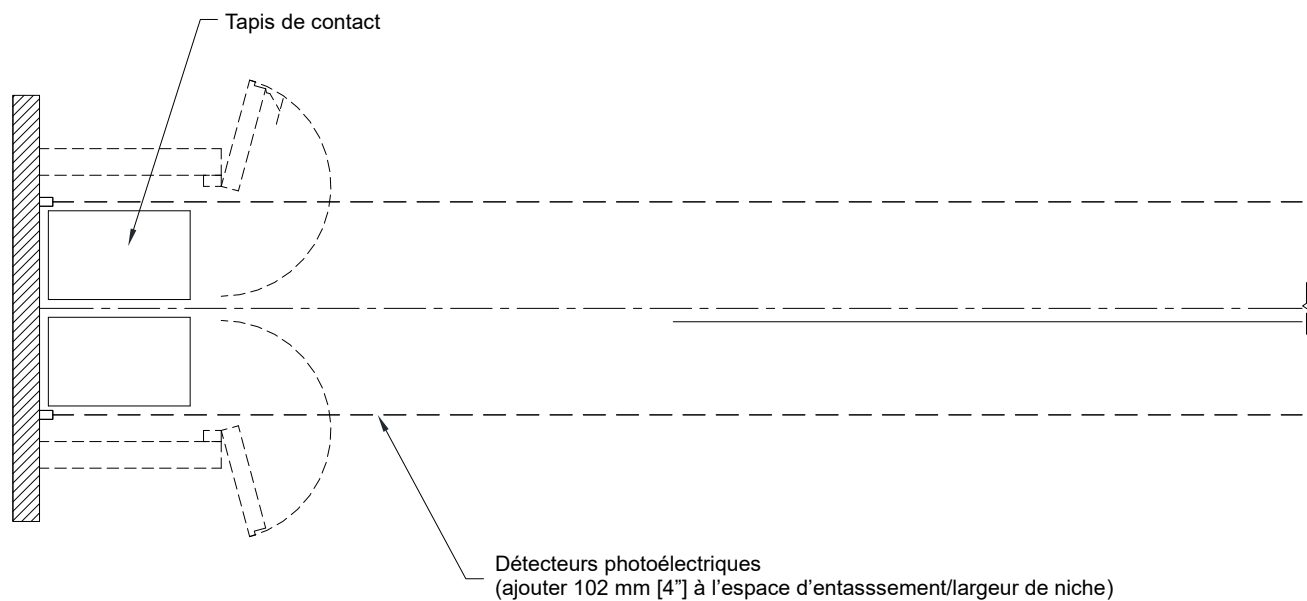 Tapis de contact
Détecteurs photoélectriques
(ajouter 102 mm [4”] à l’espace d’entasssement/largeur de niche)